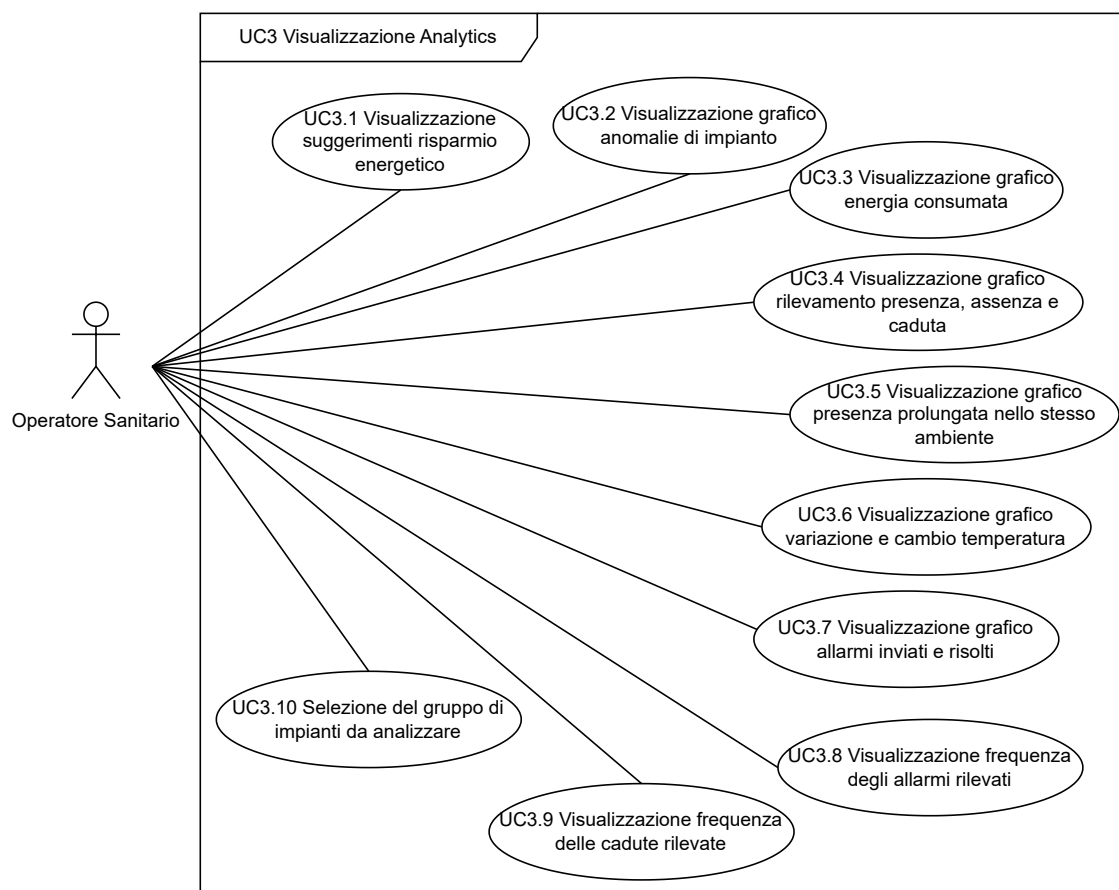 UC3 Visualizzazione Analytics
UC3.1 Visualizzazione
suggerimenti risparmio
energetico
UC3.2 Visualizzazione grafico
anomalie di impianto
UC3.3 Visualizzazione grafico
energia consumata
UC3.4 Visualizzazione grafico
rilevamento presenza, assenza e
caduta
Operatore Sanitario
UC3.5 Visualizzazione grafico
presenza prolungata nello stesso
ambiente
UC3.6 Visualizzazione grafico
variazione e cambio temperatura
UC3.7 Visualizzazione grafico
allarmi inviati e risolti
UC3.10 Selezione del gruppo di
impianti da analizzare
UC3.8 Visualizzazione frequenza
degli allarmi rilevati
UC3.9 Visualizzazione frequenza
delle cadute rilevate